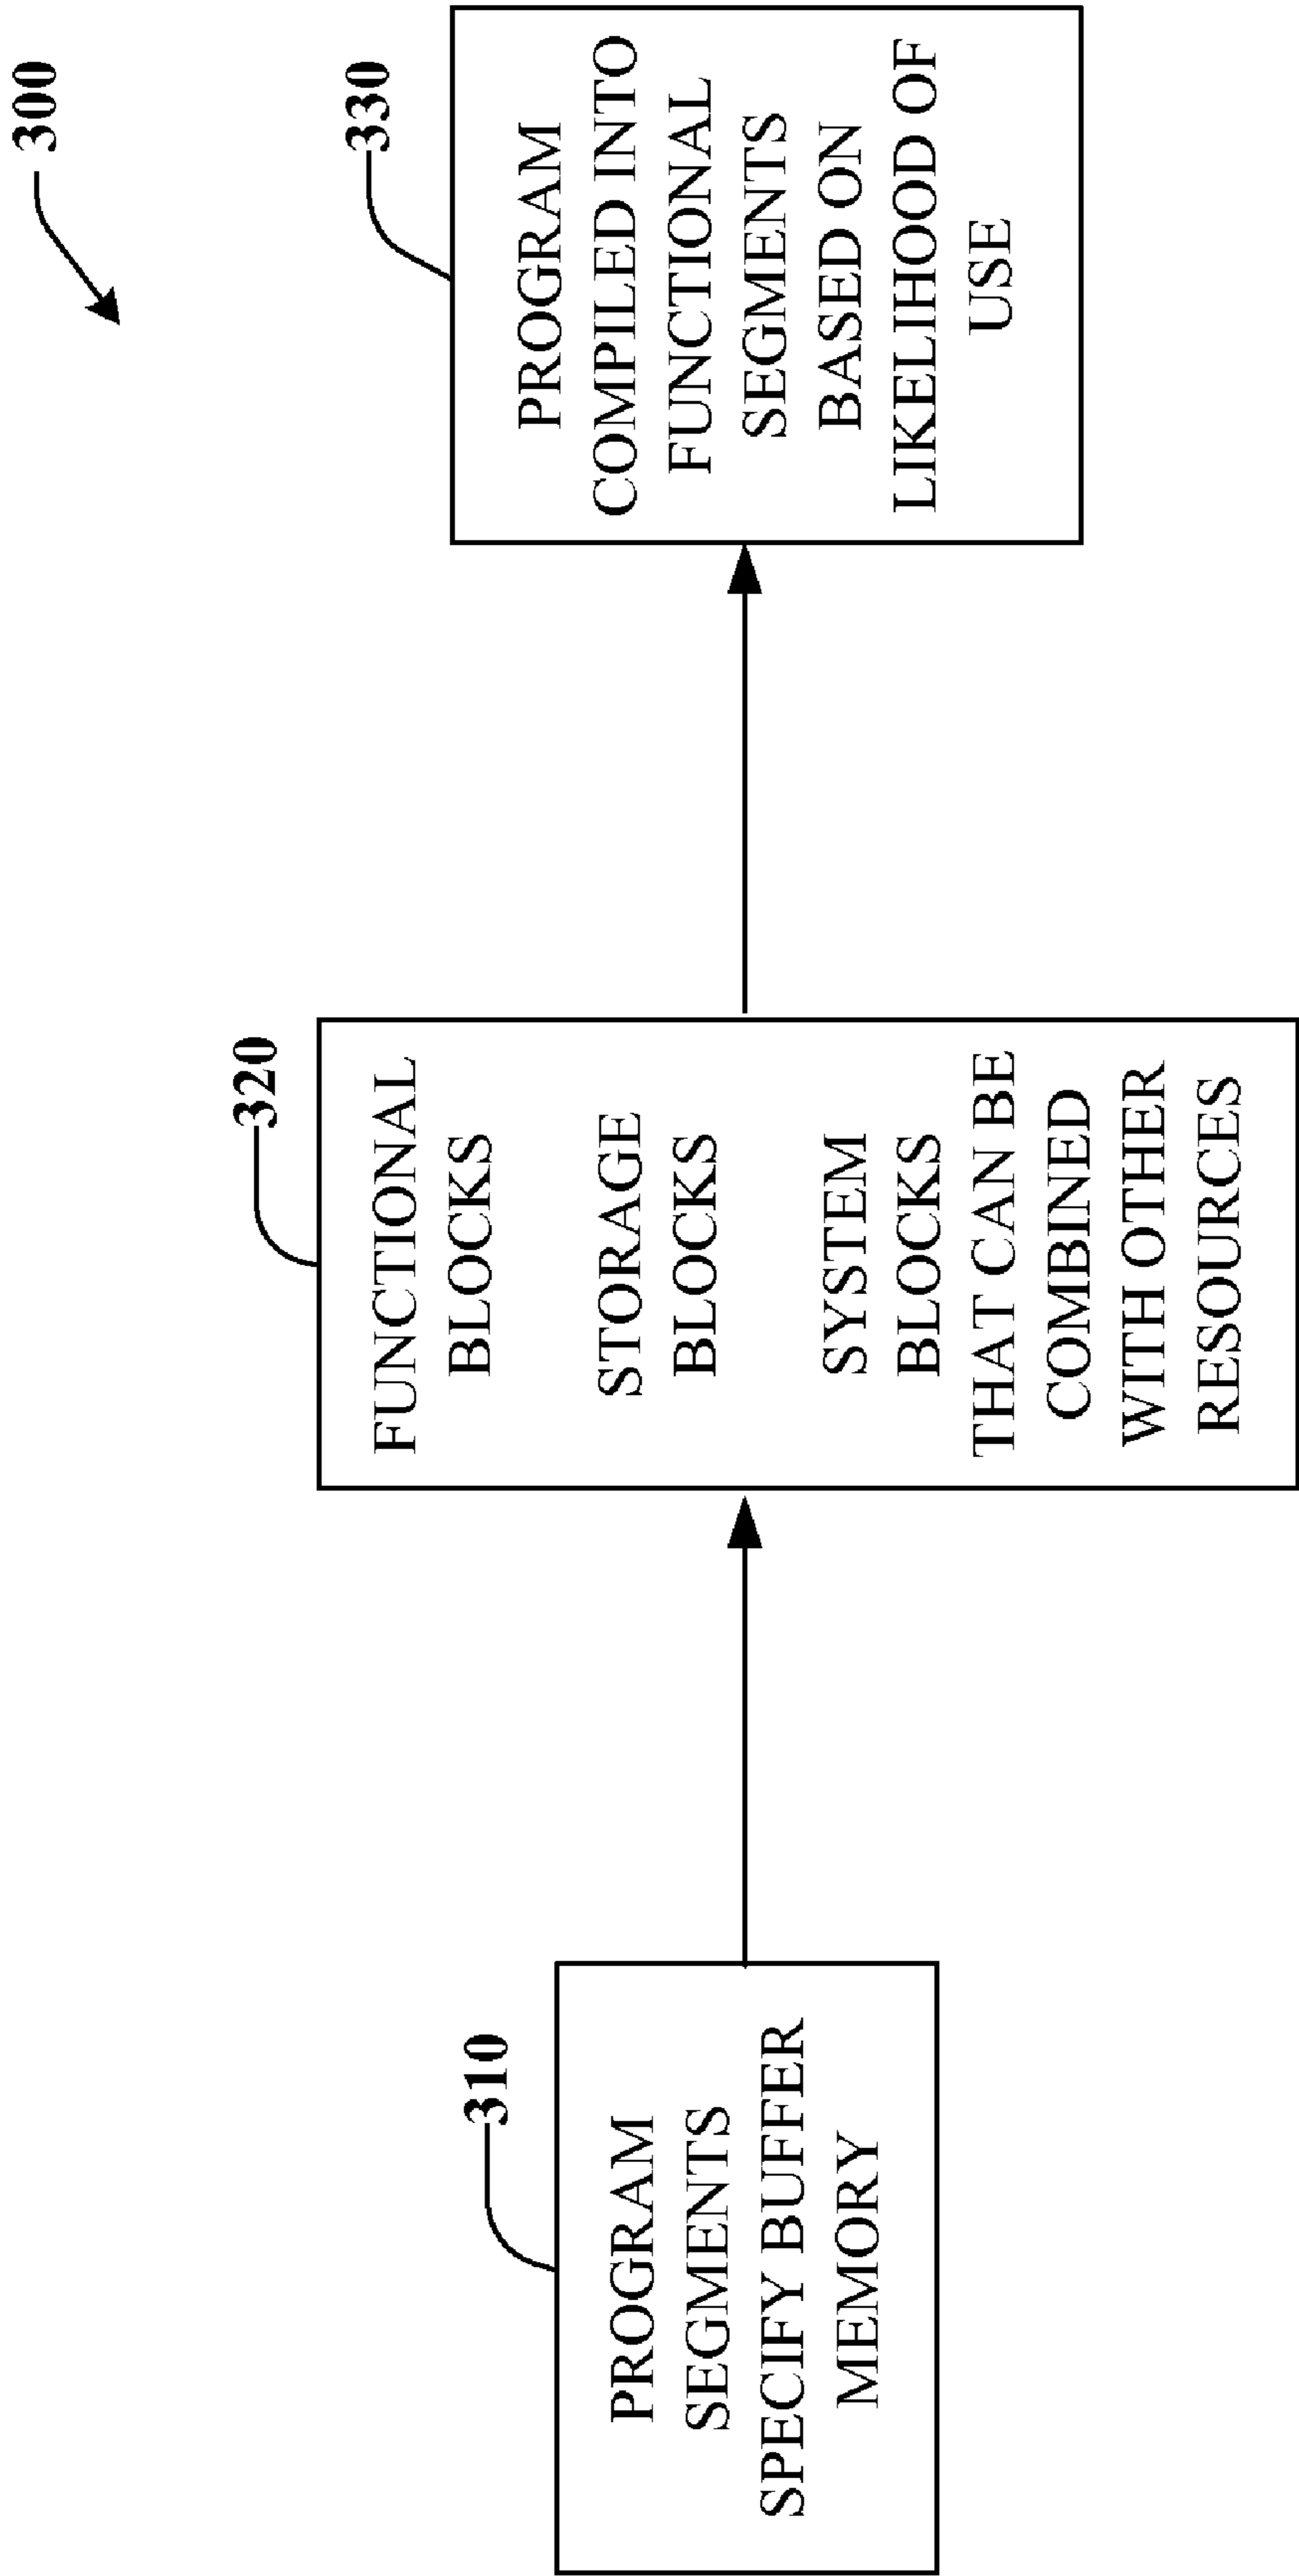 300
310
PROGRAM
SEGMENTS
SPECIFY BUFFER
MEMORY
320
FUNCTIONAL
BLOCKS
STORAGE
BLOCKS
SYSTEM
BLOCKS
THAT CAN BE
COMBINED
WITH OTHER
RESOURCES
330
PROGRAM
COMPILED INTO
FUNCTIONAL
SEGMENTS
BASED ON
LIKELIHOOD OF
USE